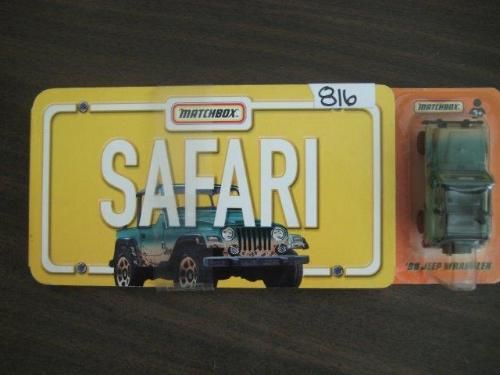 816
MATCHBOX
SAFARI
MATCHBOX
'98 JEEP WRANGLER